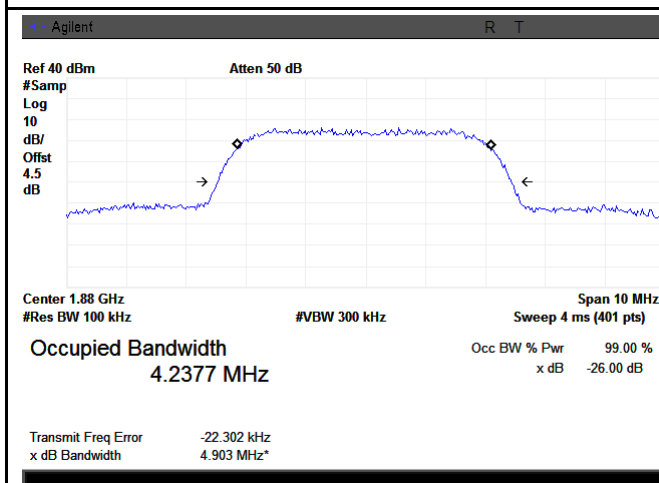 Agilent R T
Ref 40 dBm Atten 50 dB
#Samp
Log
10
dB/
Offst
4.5
dB
Center 1.88 GHz Span 10 MHz
#Res BW 100 kHz #VBW 300 kHz Sweep 4 ms (401 pts)
Occupied Bandwidth Occ BW % Pwr 99.00 %
4.2377 MHz x dB -26.00 dB
Transmit Freq Error -22.302 kHz
x dB Bandwidth 4.903 MHz*